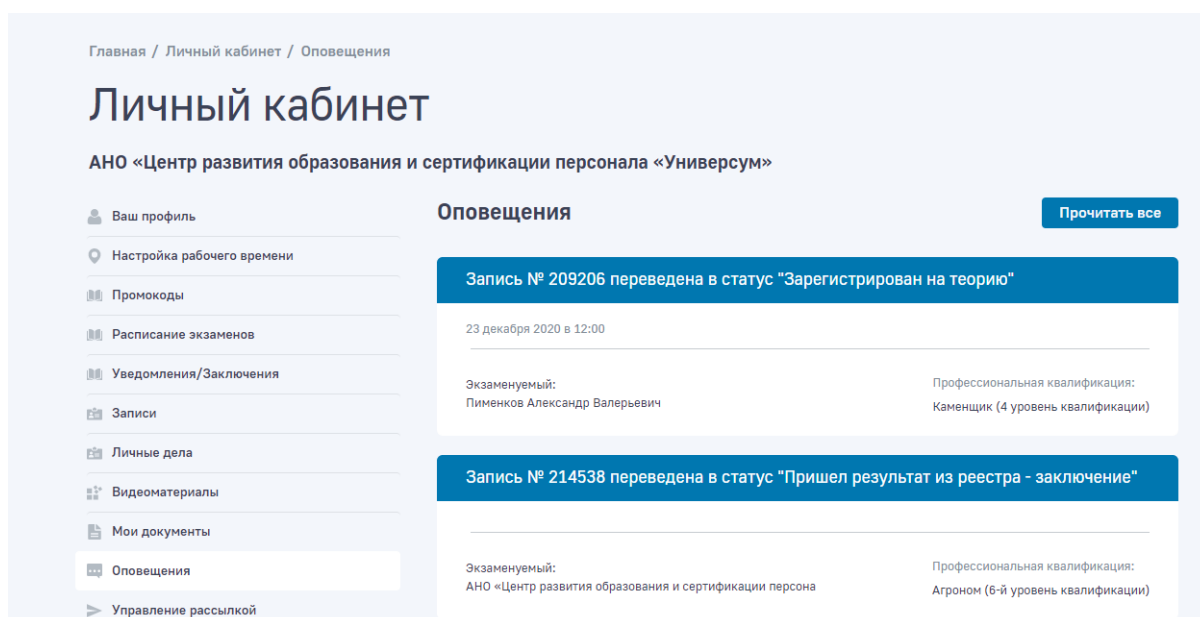 Главная / Личный кабинет / Оповещения
Личный кабинет
АНО «Центр развития образования и сертификации персонала «Универсум»
Ваш профиль
Настройка рабочего времени
Промокоды
Расписание экзаменов
Уведомления/Заключения
Записи
Личные дела
Видеоматериалы
Мои документы
Оповещения
Управление рассылкой
Оповещения
Прочитать все
Запись № 209206 переведена в статус "Зарегистрирован на теорию"
23 декабря 2020 в 12:00
Экзаменуемый:
Пименков Александр Валерьевич
Профессиональная квалификация:
Каменщик (4 уровень квалификации)
Запись № 214538 переведена в статус "Пришел результат из реестра - заключение"
Экзаменуемый:
АНО «Центр развития образования и сертификации персона
Профессиональная квалификация:
Агроном (6-й уровень квалификации)